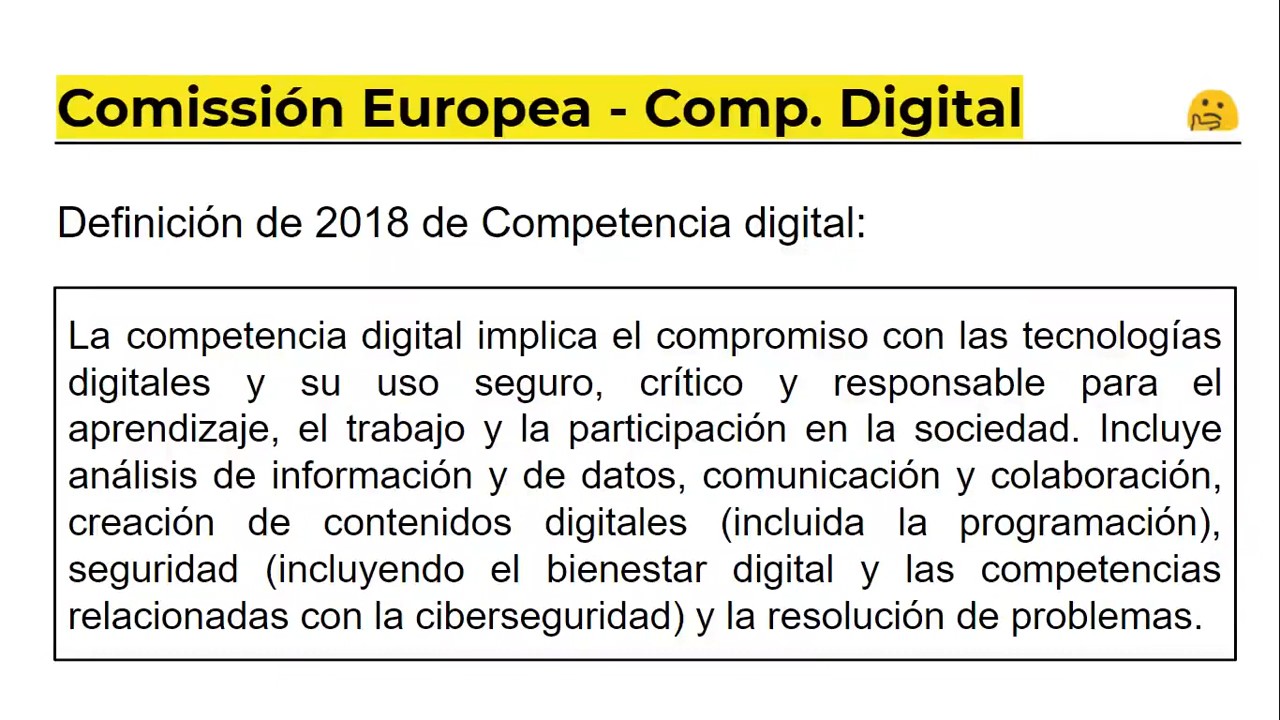 Comissión Europea - Comp. Digital
Definición de 2018 de Competencia digital:
La competencia digital implica el compromiso con las tecnologías
digitales y su uso seguro, crítico y responsable para el
aprendizaje, el trabajo y la participación en la sociedad. Incluye
análisis de información y de datos, comunicación y colaboración,
creación de contenidos digitales (incluida la programación),
seguridad (incluyendo el bienestar digital y las competencias
relacionadas con la ciberseguridad) y la resolución de problemas.